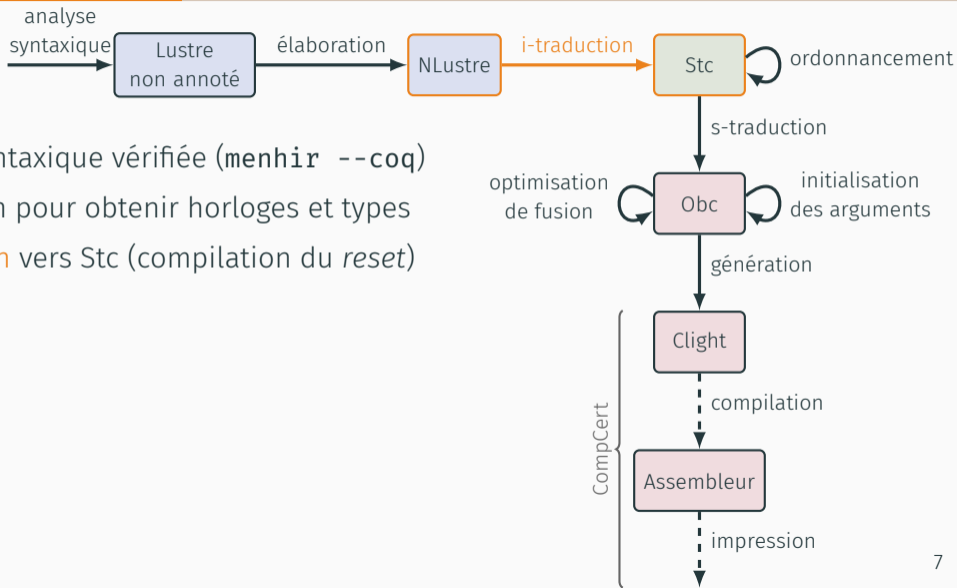 analyse
syntaxique
Lustre
non annoté
élaboration
NLustre
i-traduction
Stc
ordonnancement
s-traduction
ntaxique vérifiée (menhir --coq)
n pour obtenir horloges et types
n vers Stc (compilation du reset)
optimisation
de fusion
Obc
initialisation
des arguments
génération
Clight
compilation
CompCert
Assembleur
impression
7